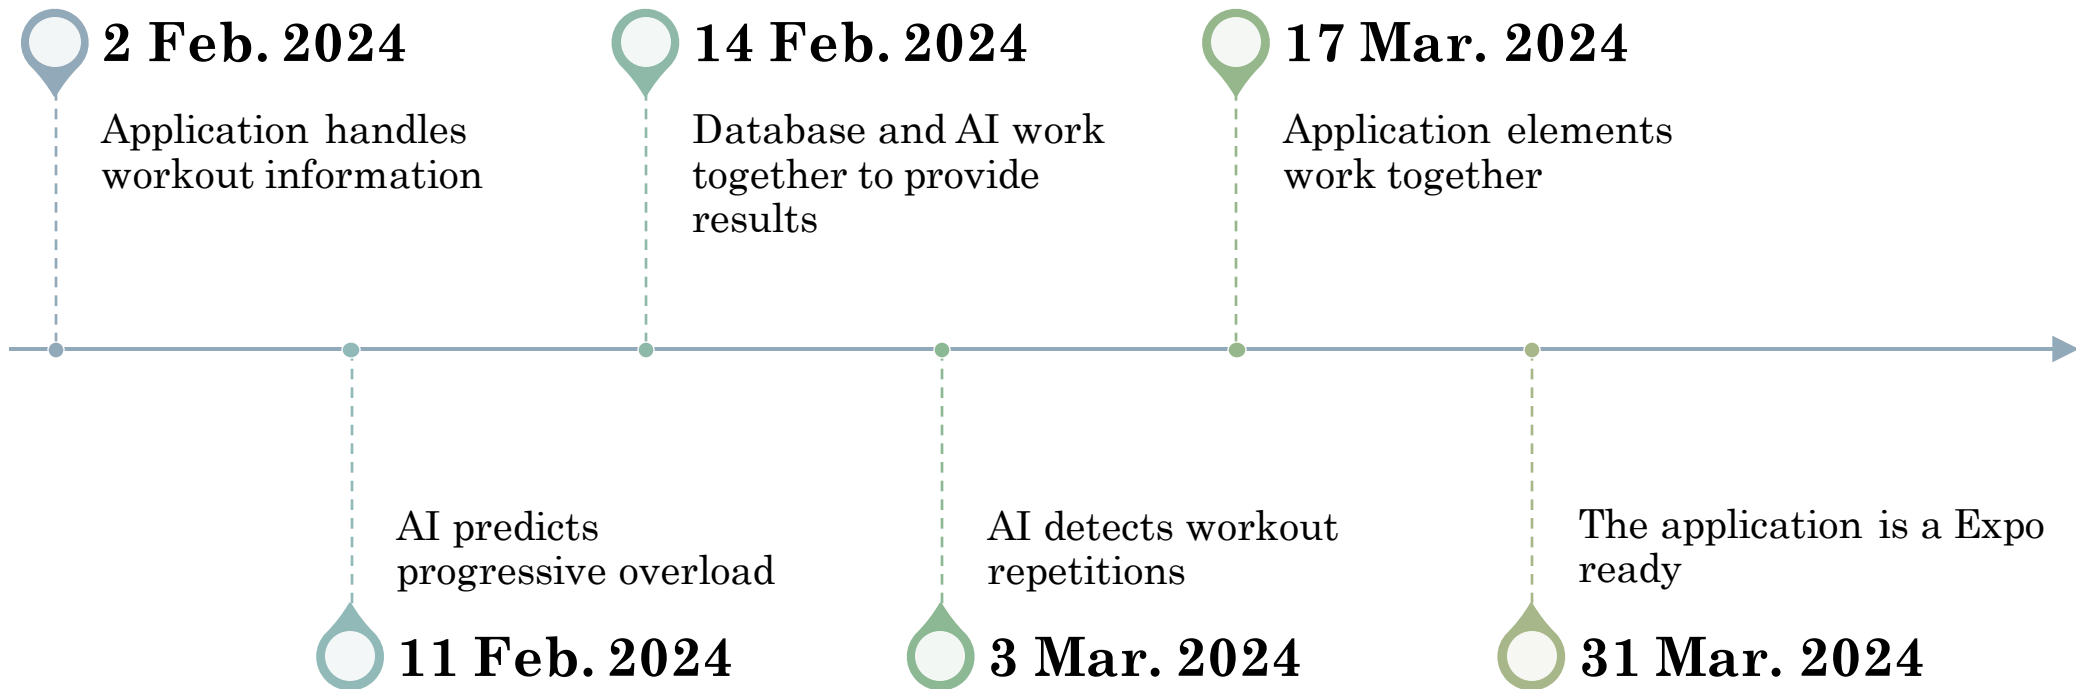 2 Feb. 2024
Application handles
workout information
14 Feb. 2024
Database and AI work
together to provide
results
17 Mar. 2024
Application elements
work together
AI predicts
progressive overload
11 Feb. 2024
AI detects workout
repetitions
3 Mar. 2024
The application is a Expo
ready
31 Mar. 2024